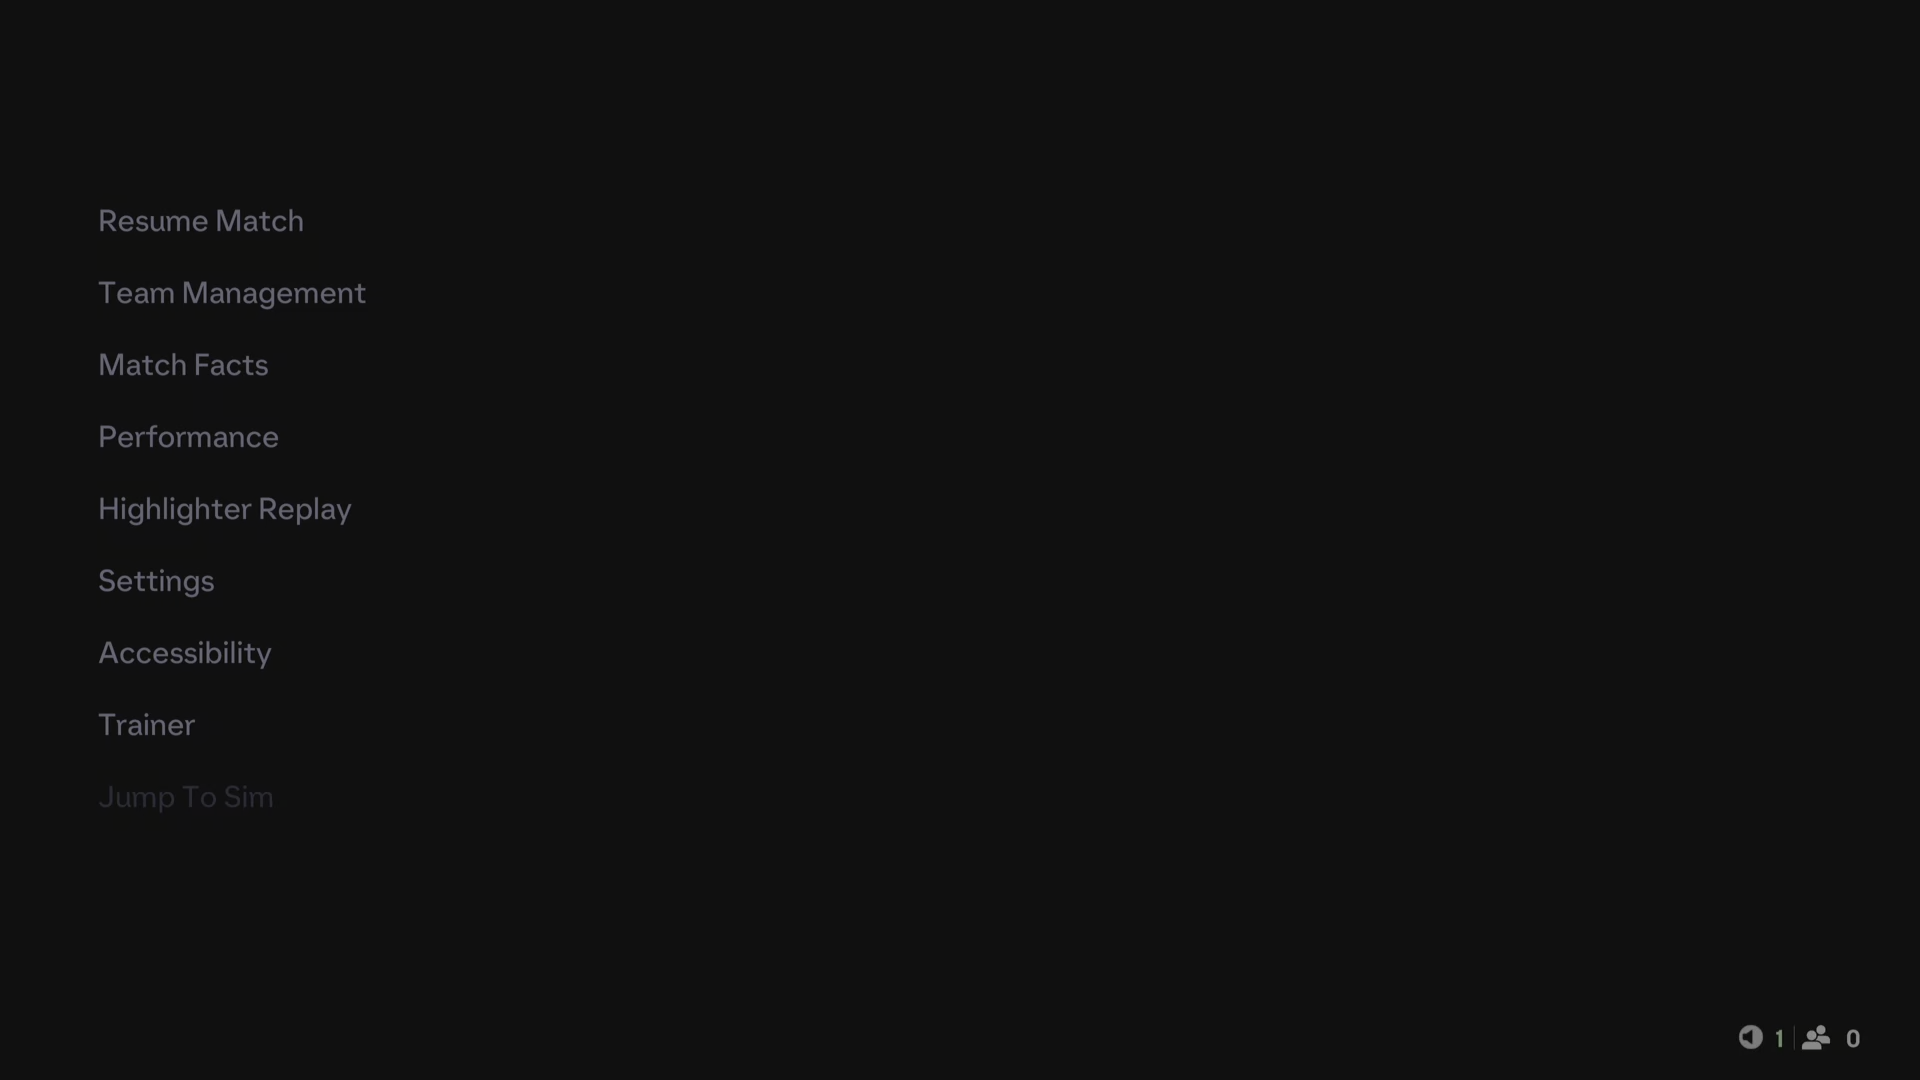 Resume Match
Team Management
Match Facts
Performance
Highlighter Replay
Settings
Accessibility
Trainer
Jump To Sim
1 0